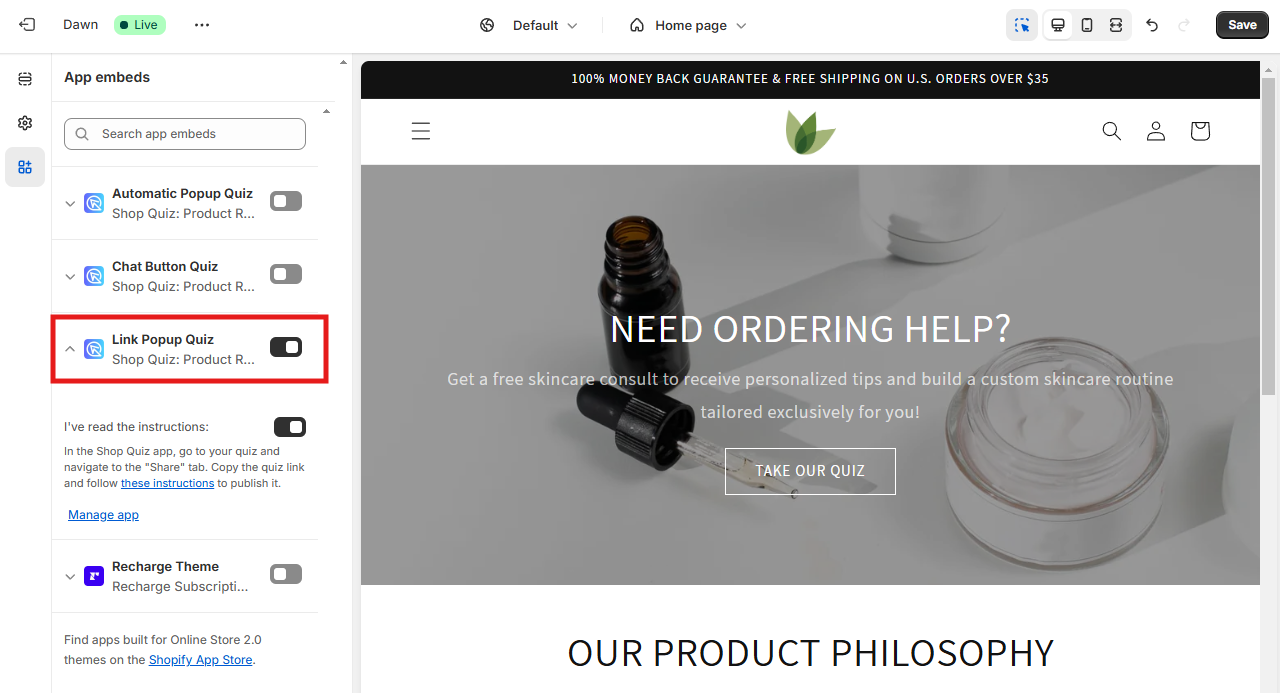 Dawn
Live
Default
Home page
Save
App embeds
Search app embeds
Automatic Popup Quiz
Shop Quiz: Product R...
Chat Button Quiz
Shop Quiz: Product R...
Link Popup Quiz
Shop Quiz: Product R...
I've read the instructions:
In the Shop Quiz app, go to your quiz and
navigate to the "Share" tab. Copy the quiz link
and follow these instructions to publish it.
Manage app
Recharge Theme
Recharge Subscripti...
Find apps built for Online Store 2.0
themes on the Shopify App Store.
100% MONEY BACK GUARANTEE & FREE SHIPPING ON U.S. ORDERS OVER $35
NEED ORDERING HELP?
Get a free skincare consult to receive personalized tips and build a custom skincare routine
tailored exclusively for you!
TAKE OUR QUIZ
OUR PRODUCT PHILOSOPHY